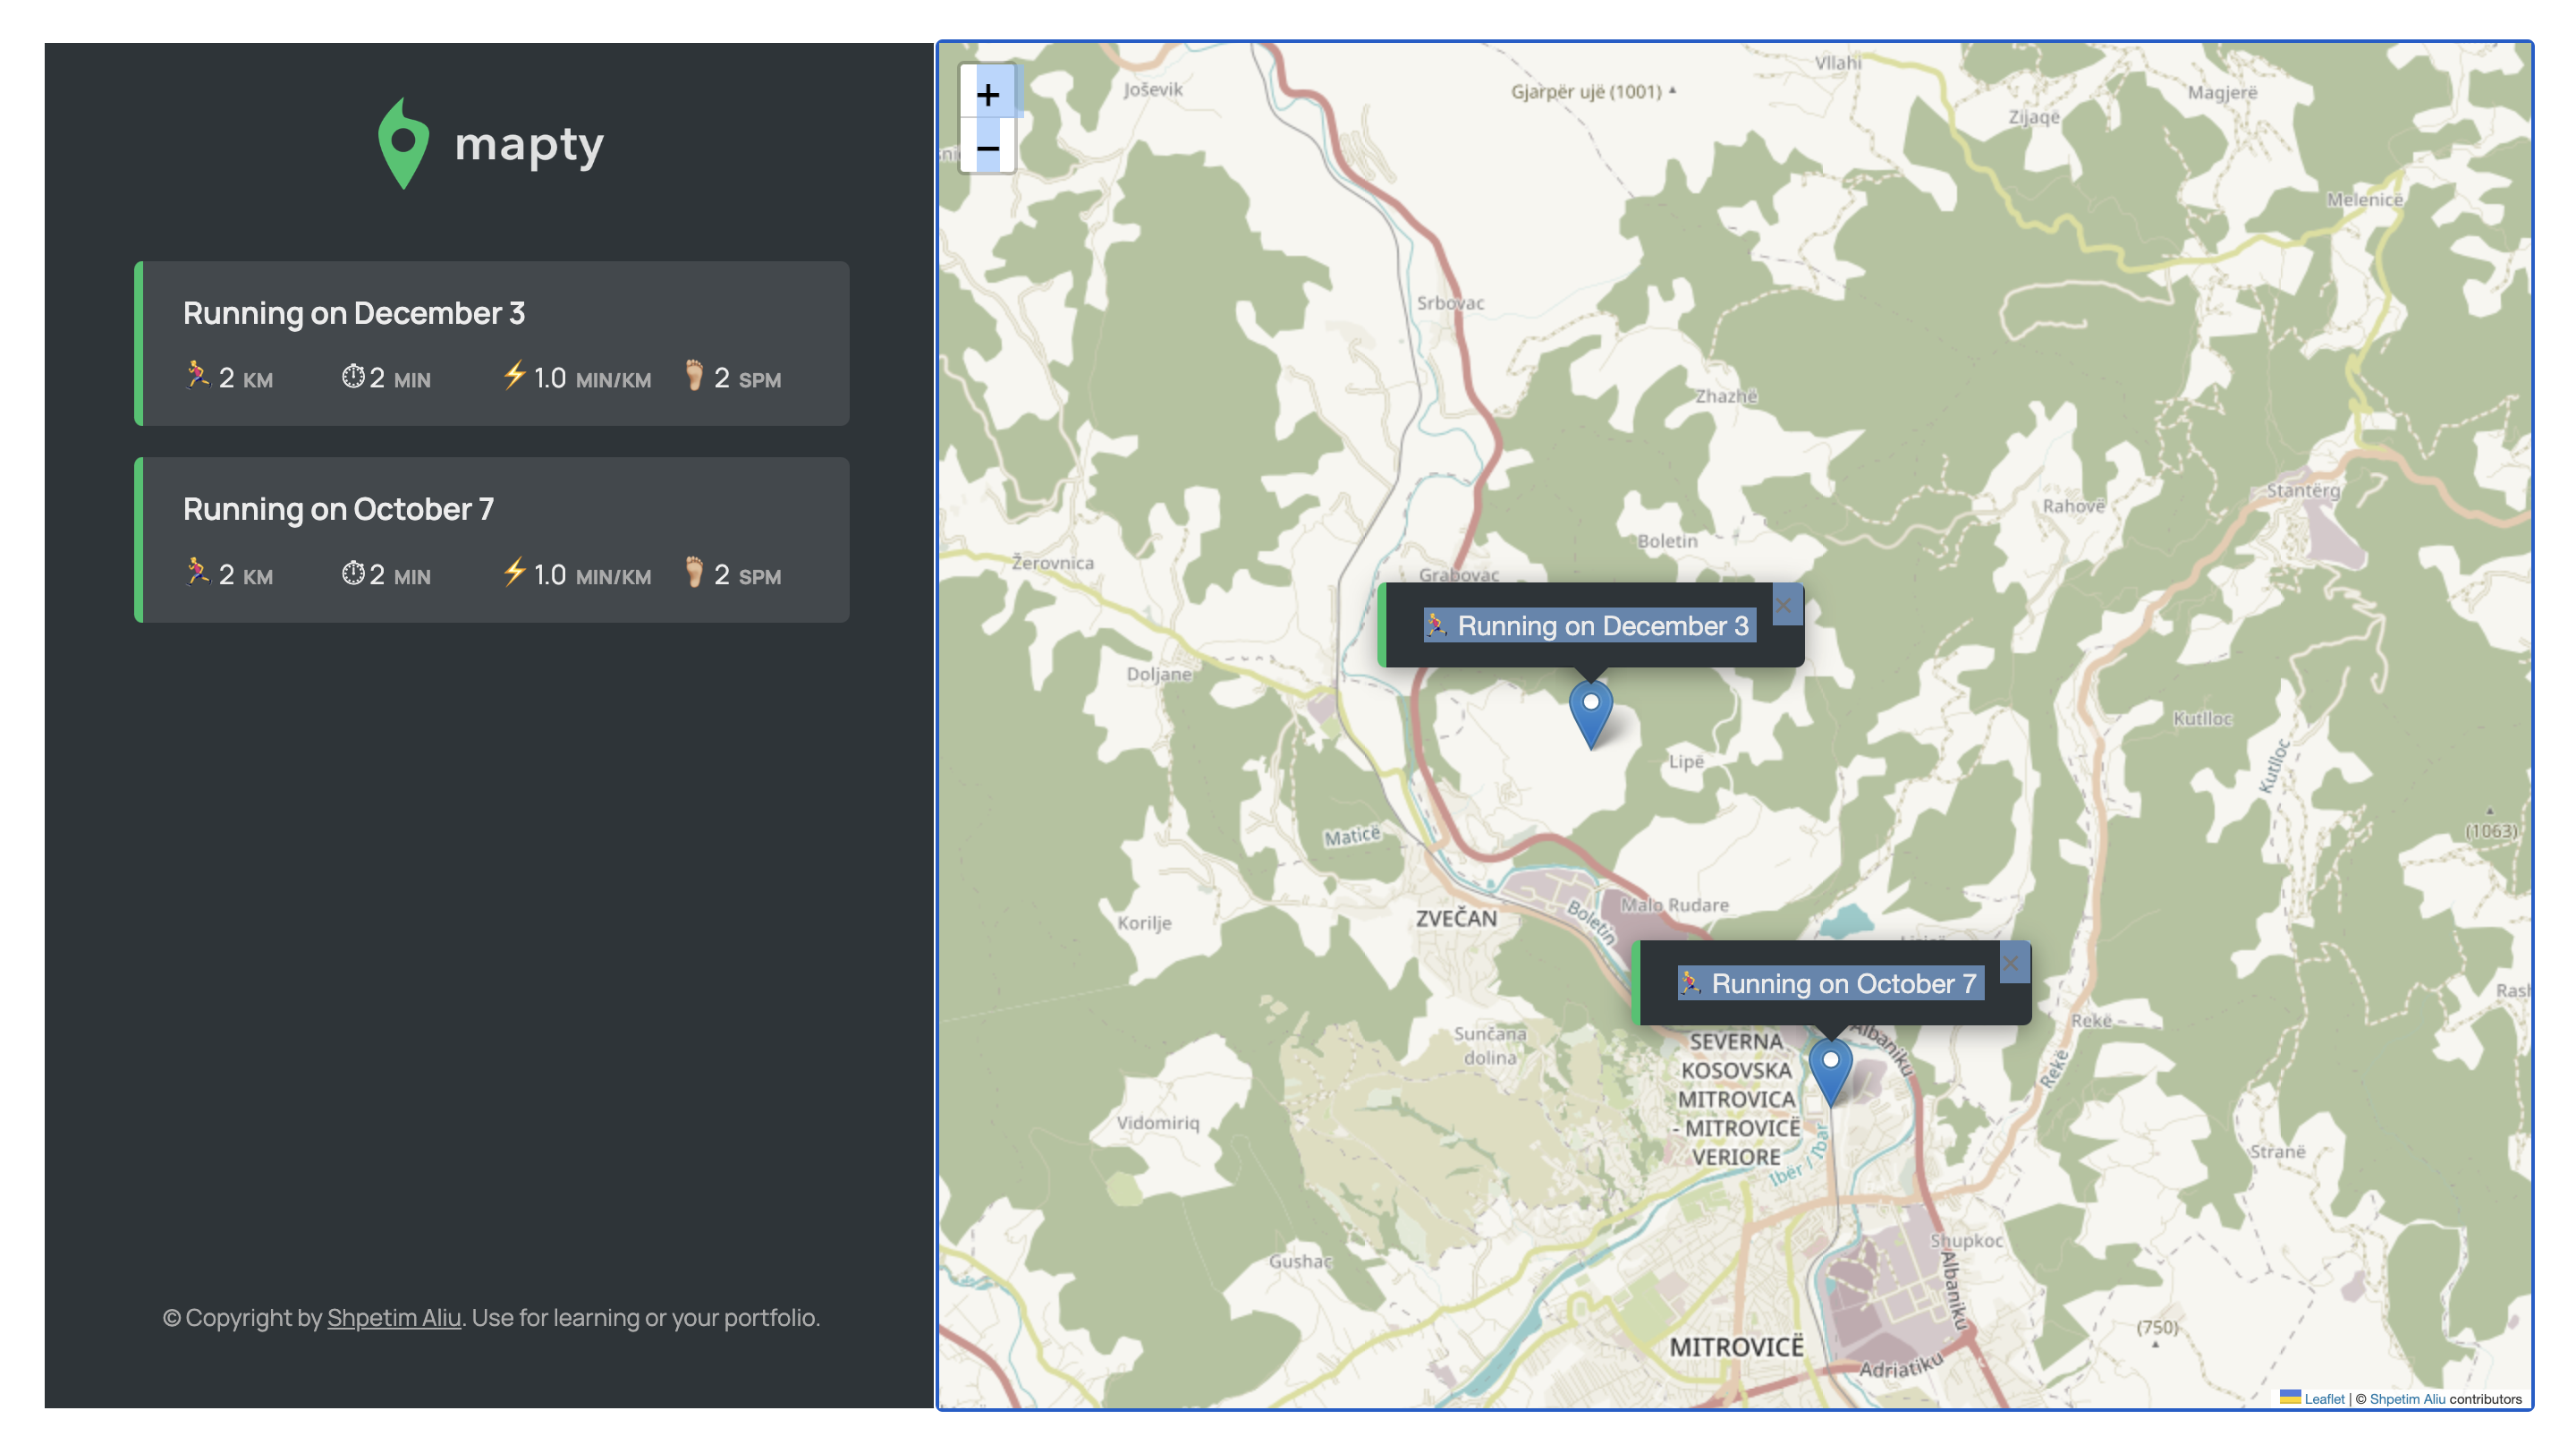 mapty
Running on December 3
2 KM 2 MIN 1.0 MIN/KM 2 SPM
Running on October 7
2 KM 2 MIN 1.0 MIN/KM 2 SPM
© Copyright by Shpetim Aliu. Use for learning or your portfolio.
+
−
Joševik
Gjarpër ujë (1001)
Vllahi
Zijaqë
Magjerë
Melenicë
Srbovac
Zhazhë
Stantërg
Rahovë
Boletin
Žerovnica
Grabovac
× Running on December 3
Doljane
Kutlloc
Kutlloc
Lipë
(1063)
Maticë
Malo Rudare
Boletin
ZVEČAN
Korilje
× Running on October 7
Rekë
Rekë
Albaniku
Sunčana
dolina
SEVERNA
KOSOVSKA
MITROVICA
- MITROVICË
VERIORE
Ibër / Ibar
Vidomiriq
Stranë
Shupkoc
Albaniku
Gushac
(750)
MITROVICË
Adriatiku
Leaflet | © Shpetim Aliu contributors